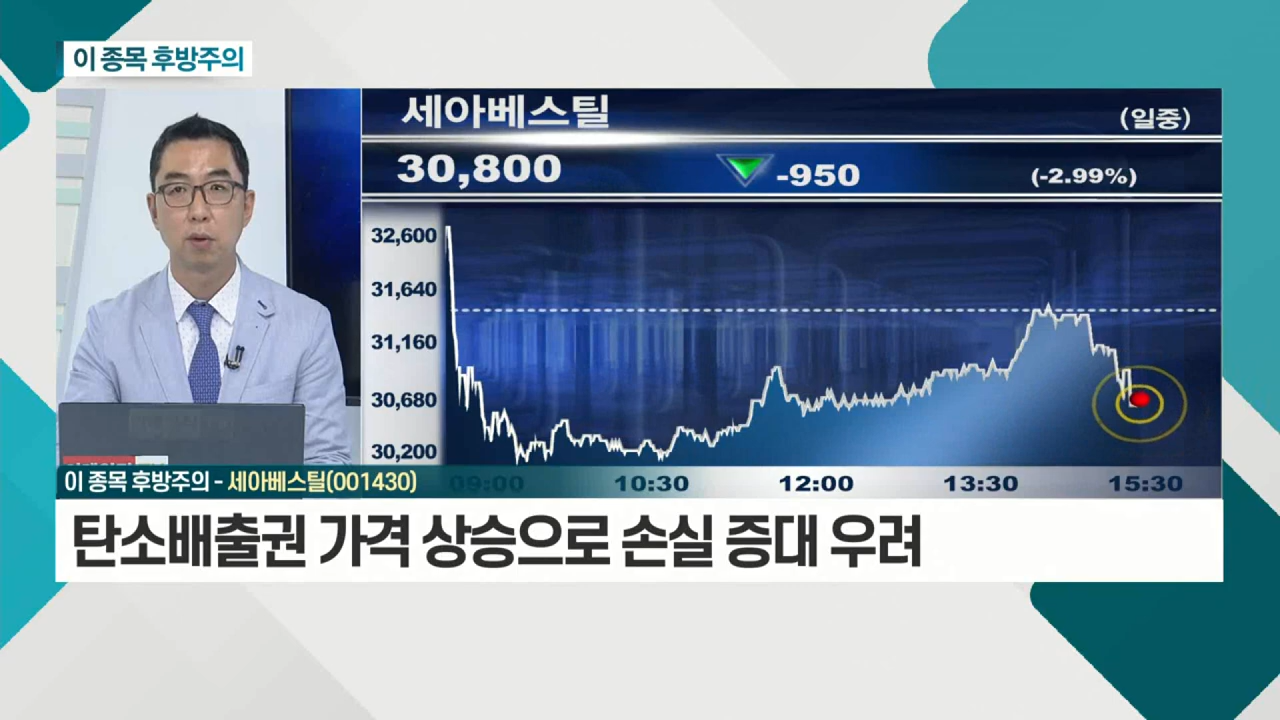 이 종목 후방주의
세아베스틸
(일중)
30,800 -950 (-2.99%)
32,600
31,640
31,160
30,680
30,200
09:00 10:30 12:00 13:30 15:30
이 종목 후방주의 - 세아베스틸(001430)
탄소배출권 가격 상승으로 손실 증대 우려